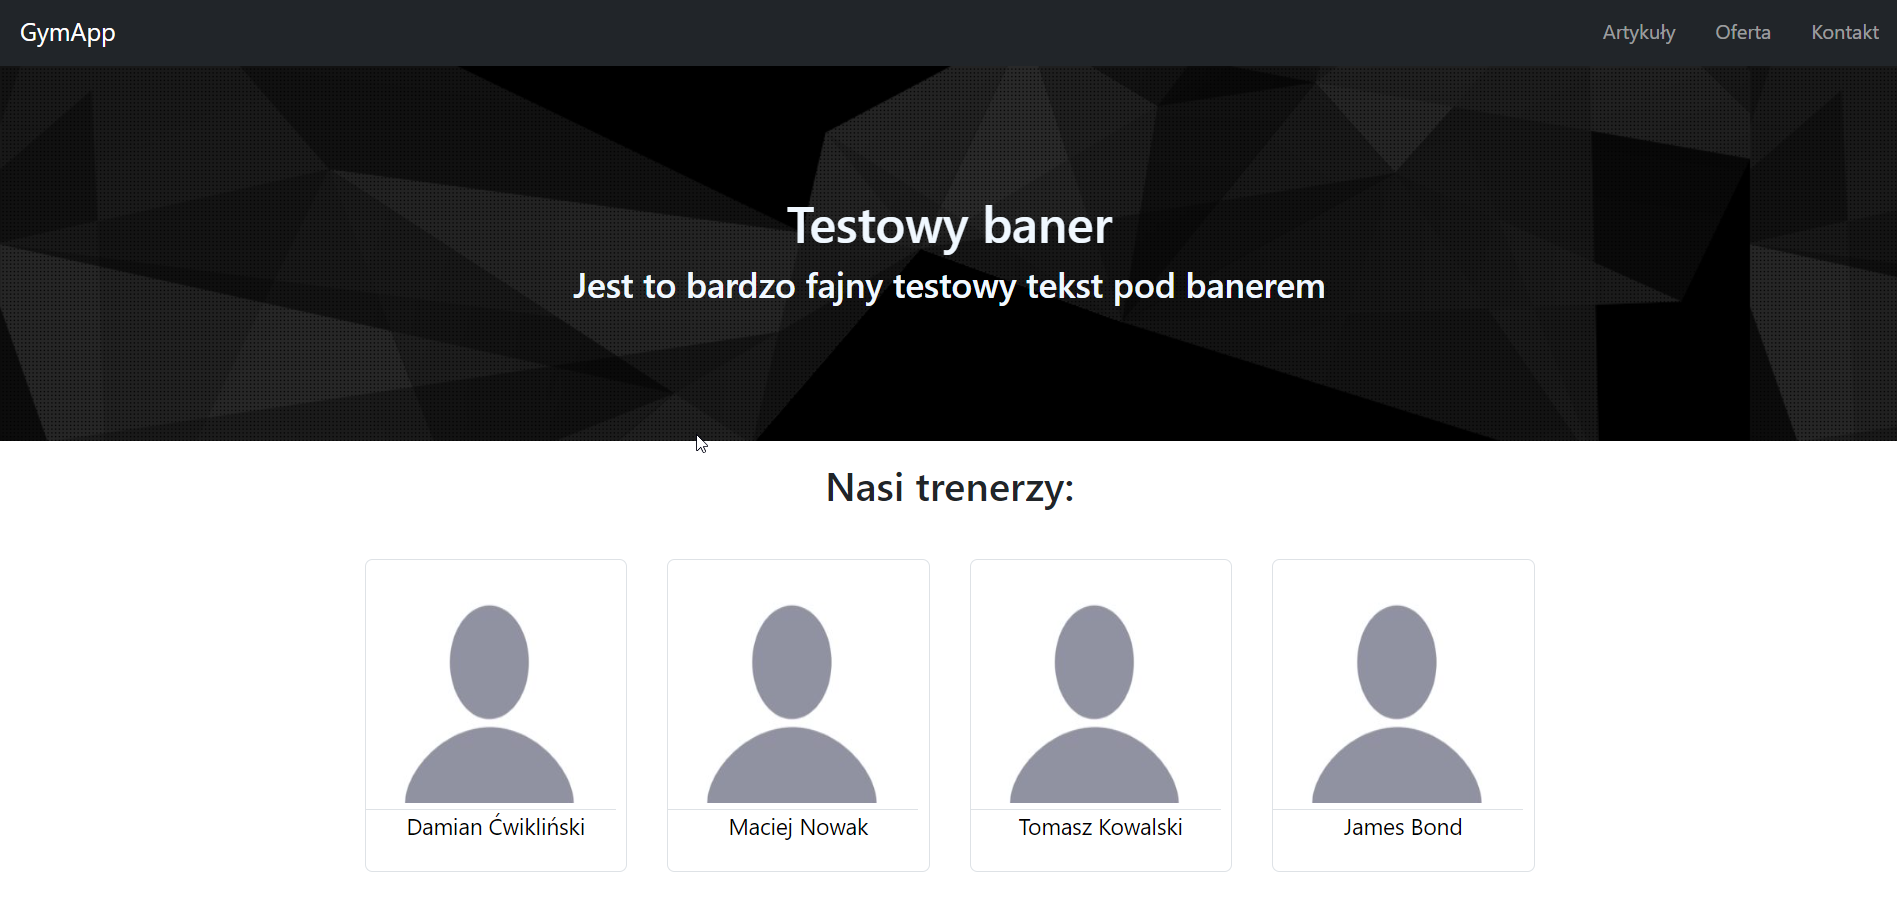 GymApp
Artykuły Oferta Kontakt
Testowy baner
Jest to bardzo fajny testowy tekst pod banerem
Nasi trenerzy:
Damian Ćwikliński
Maciej Nowak
Tomasz Kowalski
James Bond